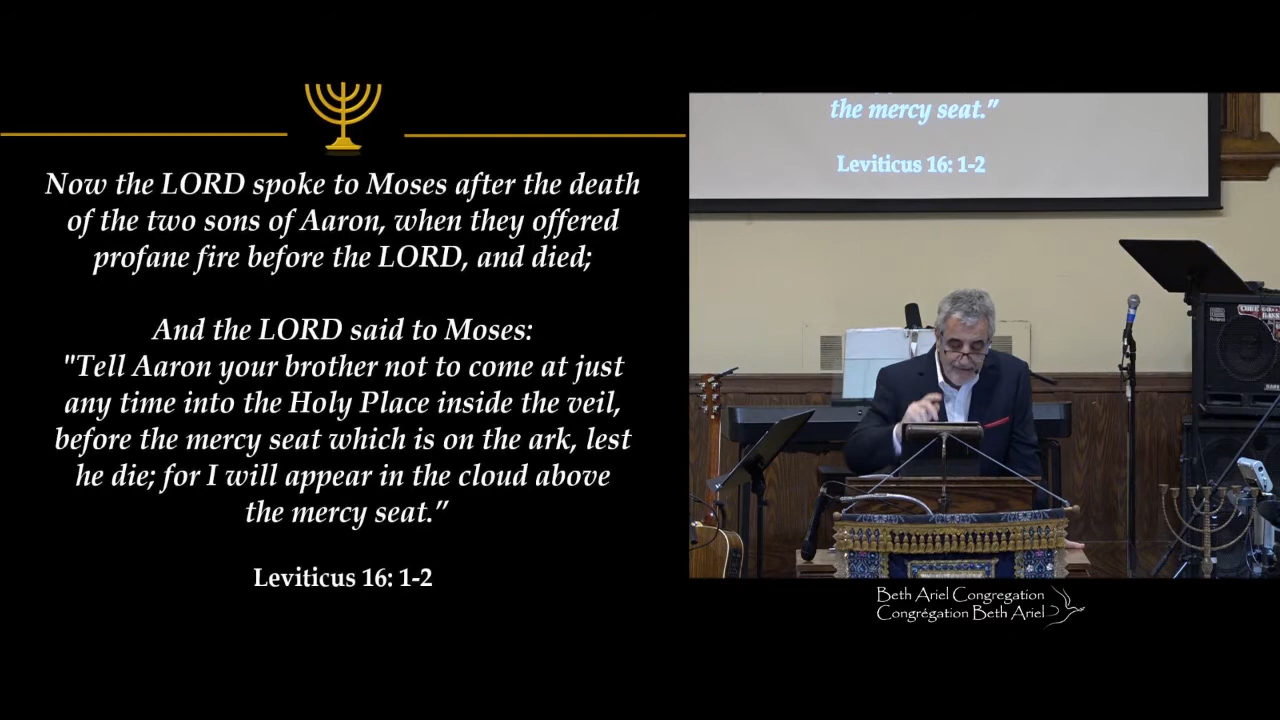 Now the LORD spoke to Moses after the death
of the two sons of Aaron, when they offered
profane fire before the LORD, and died;
And the LORD said to Moses:
"Tell Aaron your brother not to come at just
any time into the Holy Place inside the veil,
before the mercy seat which is on the ark, lest
he die; for I will appear in the cloud above
the mercy seat.”
Leviticus 16: 1-2
the mercy seat.”
Leviticus 16: 1-2
Beth Ariel Congregation
Congrégation Beth Ariel